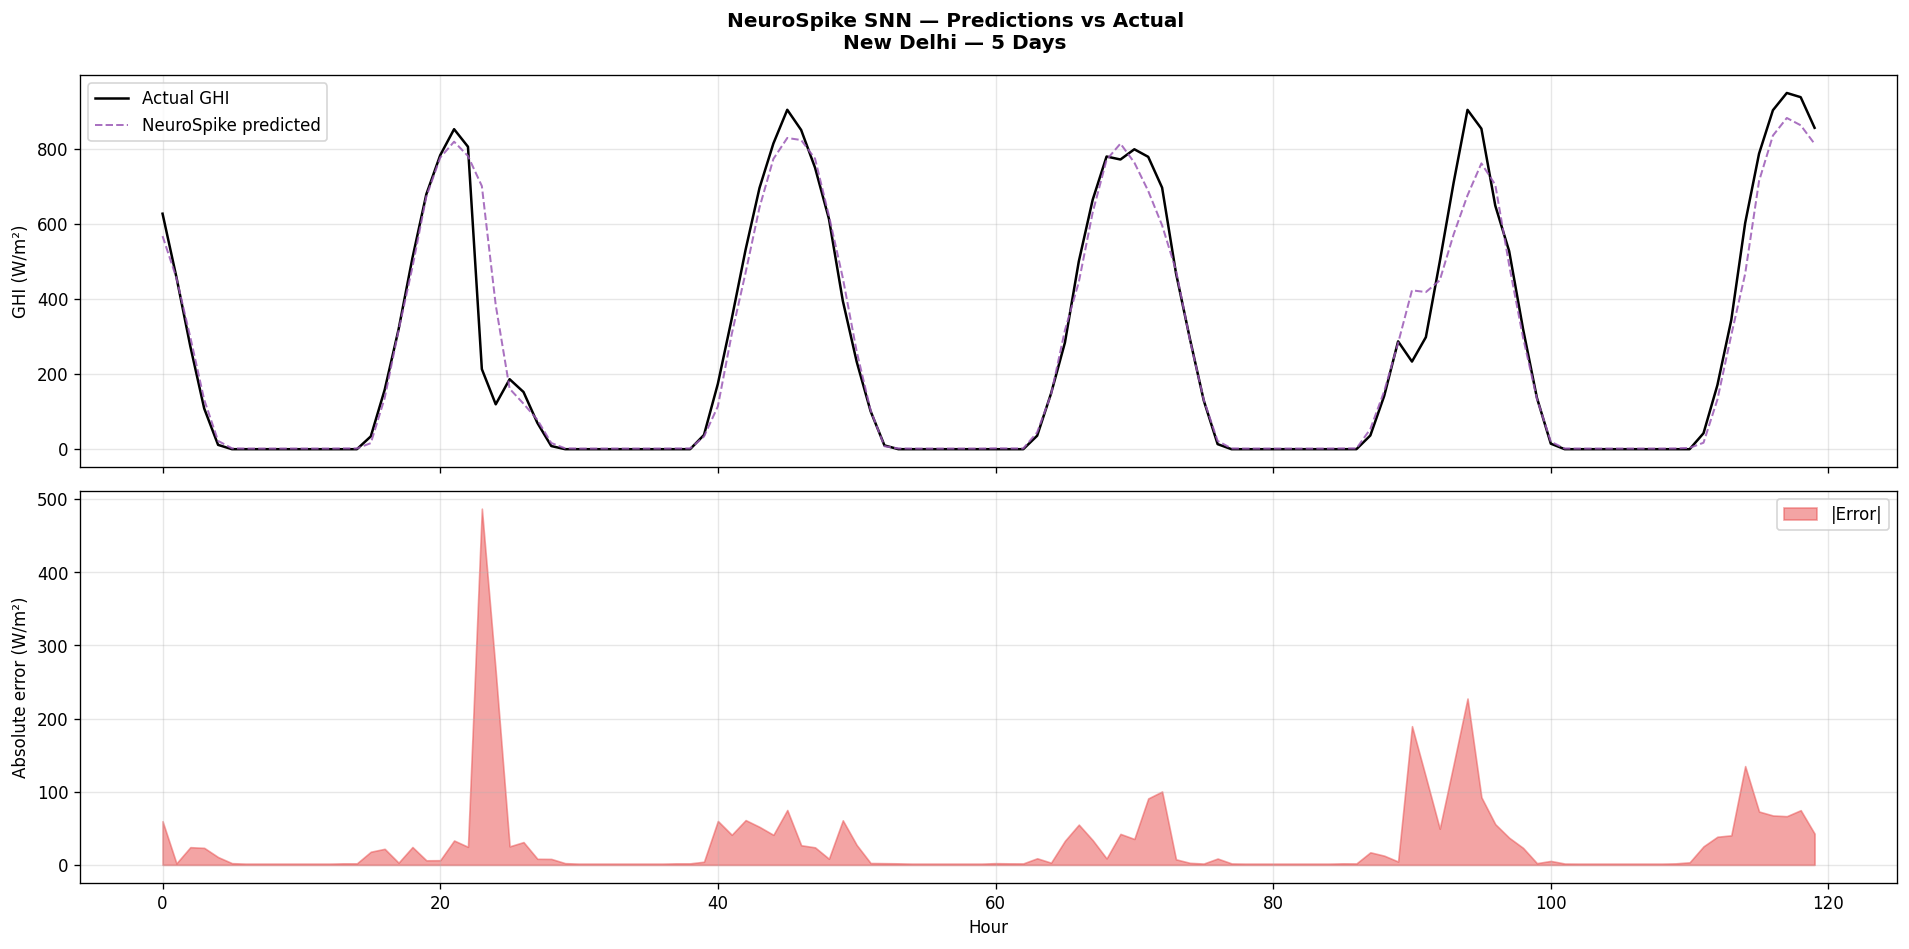 NeuroSpike SNN — Predictions vs Actual
New Delhi — 5 Days
Actual GHI
NeuroSpike predicted
GHI (W/m²)
800
600
400
200
0
|Error|
Absolute error (W/m²)
500
400
300
200
100
0
0 20 40 60 80 100 120
Hour